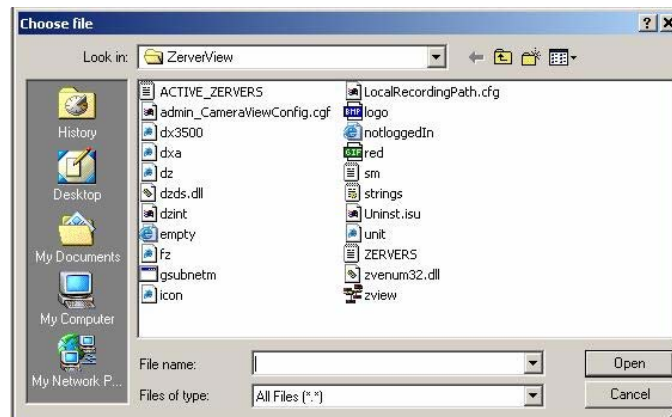 Choose file
Look in: ZerverView
History
Desktop
My Documents
My Computer
My Network P...
ACTIVE_ZERVERS
admin_CameraViewConfig.cgf
dx3500
dxa
dz
dzds.dll
dzint
empty
fz
gsubnetm
icon
LocalRecordingPath.cfg
BMP logo
notloggedIn
GIF red
sm
strings
Uninst.isu
unit
ZERVERS
zvenum32.dll
zview
File name:
Open
Files of type: All Files (*.*)
Cancel